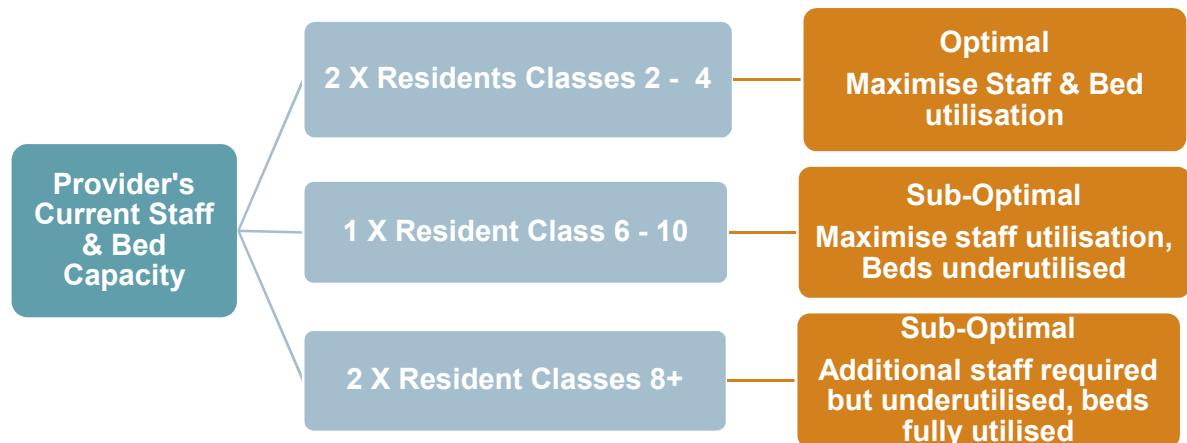 Provider's
Current Staff
& Bed
Capacity
2 X Residents Classes 2 - 4
Optimal
Maximise Staff & Bed
utilisation
1 X Resident Class 6 - 10
Sub-Optimal
Maximise staff utilisation,
Beds underutilised
2 X Resident Classes 8+
Sub-Optimal
Additional staff required
but underutilised, beds
fully utilised